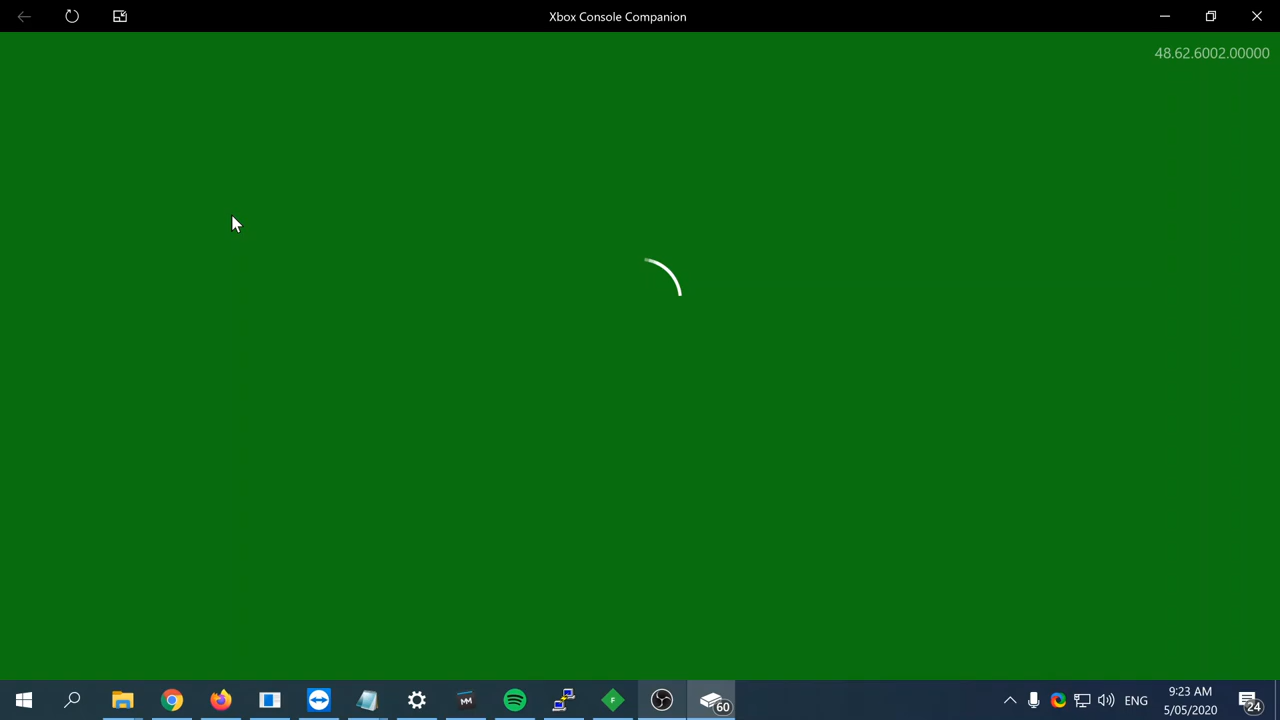 Xbox Console Companion
48.62.6002.00000
F
60
ENG
9:23 AM
5/05/2020
24